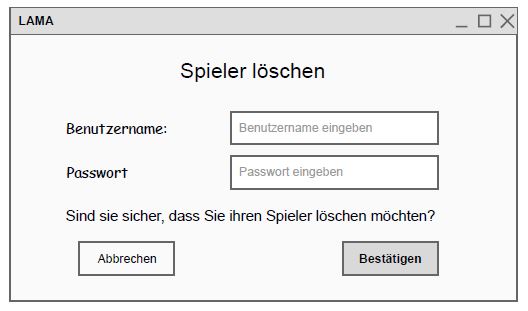 LAMA
Spieler löschen
Benutzername: Benutzername eingeben
Passwort Passwort eingeben
Sind sie sicher, dass Sie ihren Spieler löschen möchten?
Abbrechen Bestätigen